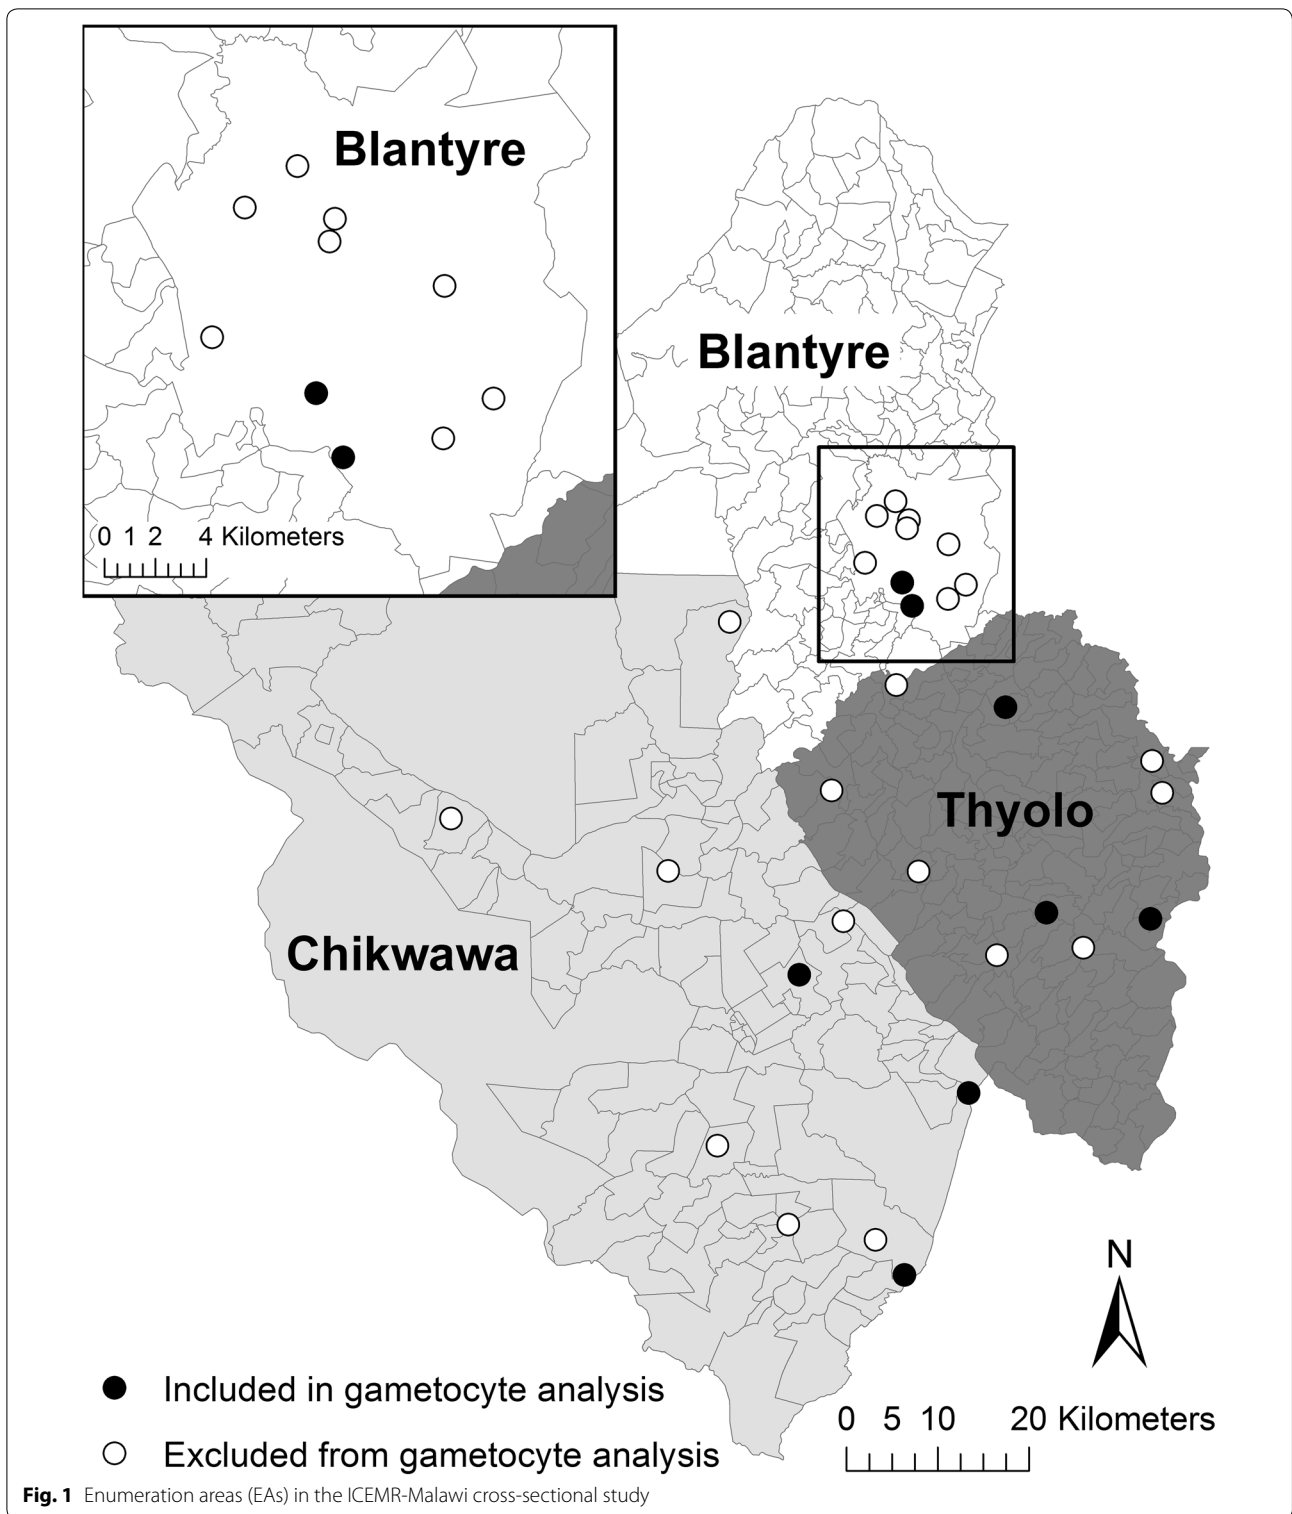 Blantyre
0 1 2 4 Kilometers
Blantyre
Thyolo
Chikwawa
N
Included in gametocyte analysis
Excluded from gametocyte analysis
0 5 10 20 Kilometers
Fig. 1 Enumeration areas (EAs) in the ICEMR-Malawi cross-sectional study